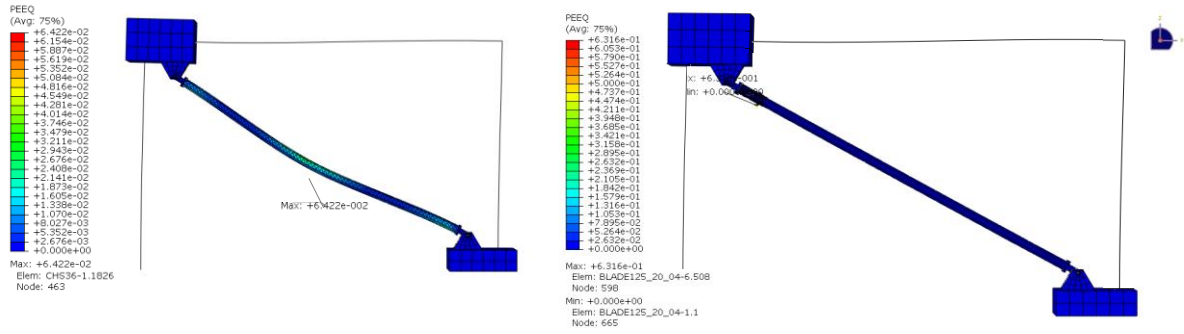 PEEQ
(Avg: 75%)
+6.422e-02
+6.154e-02
+5.887e-02
+5.619e-02
+5.352e-02
+5.084e-02
+4.816e-02
+4.549e-02
+4.281e-02
+4.014e-02
+3.746e-02
+3.479e-02
+3.211e-02
+2.943e-02
+2.676e-02
+2.408e-02
+2.141e-02
+1.873e-02
+1.605e-02
+1.338e-02
+1.070e-02
+8.027e-03
+5.352e-03
+2.676e-03
+0.000e+00
Max: +6.422e-02
Elem: CHS36-1.1826
Node: 463
Max: +6.422e-002
PEEQ
(Avg: 75%)
+6.316e-01
+6.053e-01
+5.790e-01
+5.527e-01
+5.264e-01
+5.000e-01
+4.737e-01
+4.474e-01
+4.211e-01
+3.948e-01
+3.685e-01
+3.421e-01
+3.158e-01
+2.895e-01
+2.632e-01
+2.369e-01
+2.105e-01
+1.842e-01
+1.579e-01
+1.316e-01
+1.053e-01
+7.895e-02
+5.264e-02
+2.632e-02
+0.000e+00
Max: +6.316e-01
Elem: BLADE125_20_04-6.508
Node: 598
Min: +0.000e+00
Elem: BLADE125_20_04-1.1
Node: 665